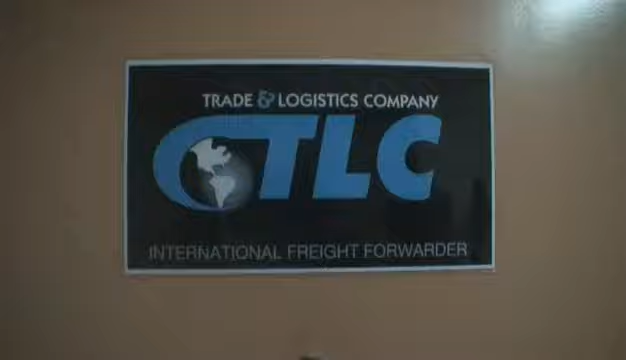 TRADE & LOGISTICS COMPANY
TLC
INTERNATIONAL FREIGHT FORWARDER